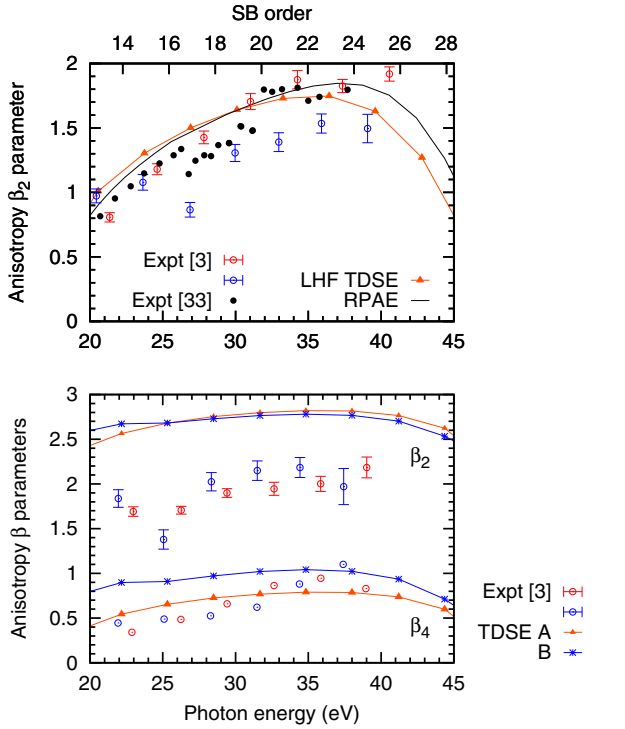 SB order
14 16 18 20 22 24 26 28
2
1.5
1
0.5
0
Anisotropy β2 parameter
Expt [3]
Expt [33]
LHF TDSE
RPAE
20 25 30 35 40 45
3
2.5
2
1.5
1
0.5
0
Anisotropy β parameters
β2
β4
20 25 30 35 40 45
Photon energy (eV)
Expt [3]
TDSE A
B